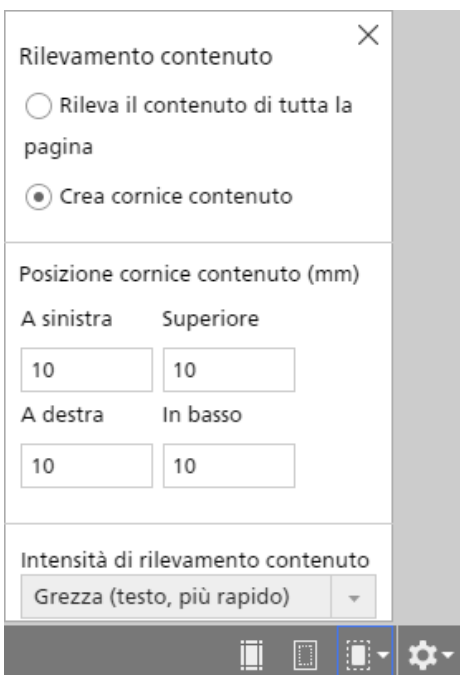 Rilevamento contenuto
Rileva il contenuto di tutta la
pagina
Crea cornice contenuto
Posizione cornice contenuto (mm)
A sinistra Superiore
10 10
A destra In basso
10 10
Intensità di rilevamento contenuto
Grezza (testo, più rapido)